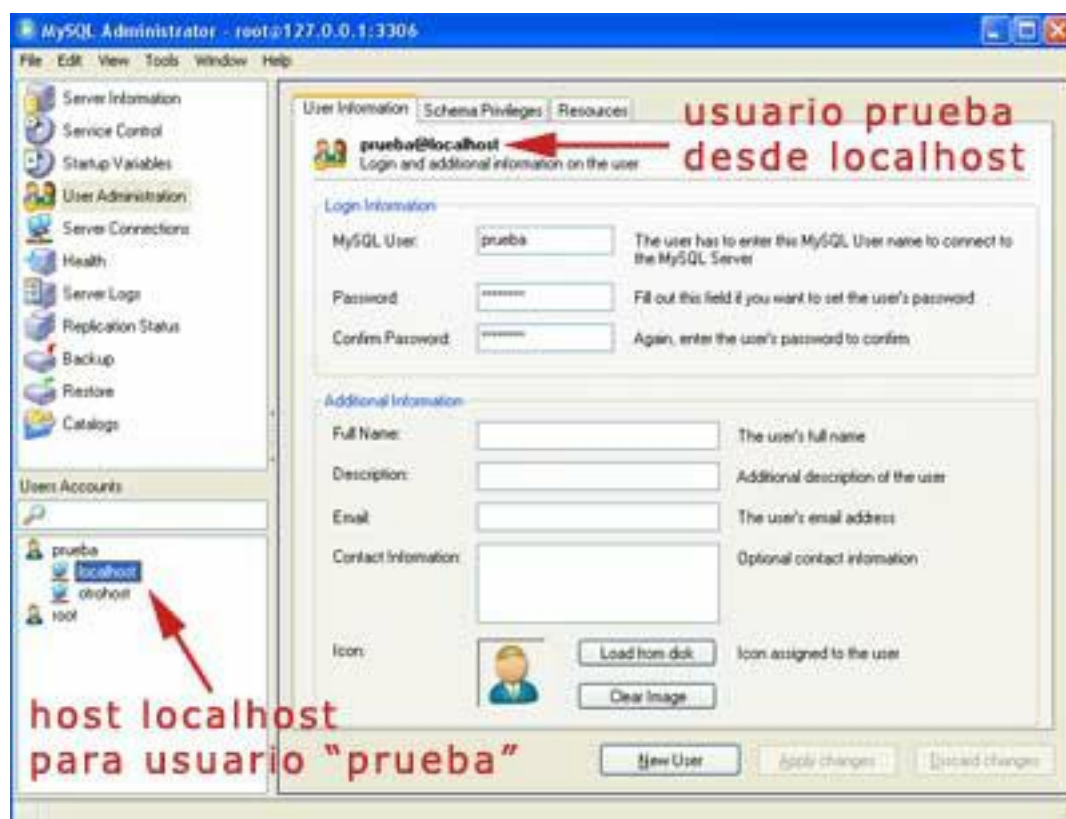 MySQL Administrator - root@127.0.0.1:3306
File Edit View Tools Window Help
Server Information
Service Control
Startup Variables
User Administration
Server Connections
Health
Server Logs
Replication Status
Backup
Restore
Catalogs
Users Accounts
prueba
localhost
otrohost
root
host localhost
para usuario "prueba"
User Information Schema Privileges Resources
usuario prueba
desde localhost
prueba@localhost
Login and additional information on the user
Login Information
MySQL User: prueba The user has to enter this MySQL User name to connect to
the MySQL Server
Password ******** Fill out this field if you want to set the user's password
Confirm Password: ******** Again, enter the user's password to confirm
Additional Information
Full Name: The user's full name
Description: Additional description of the user
Email: The user's email address
Contact Information: Optional contact information
Icon: Load from disk Icon assigned to the user
Clear Image
New User Apply changes Discard changes